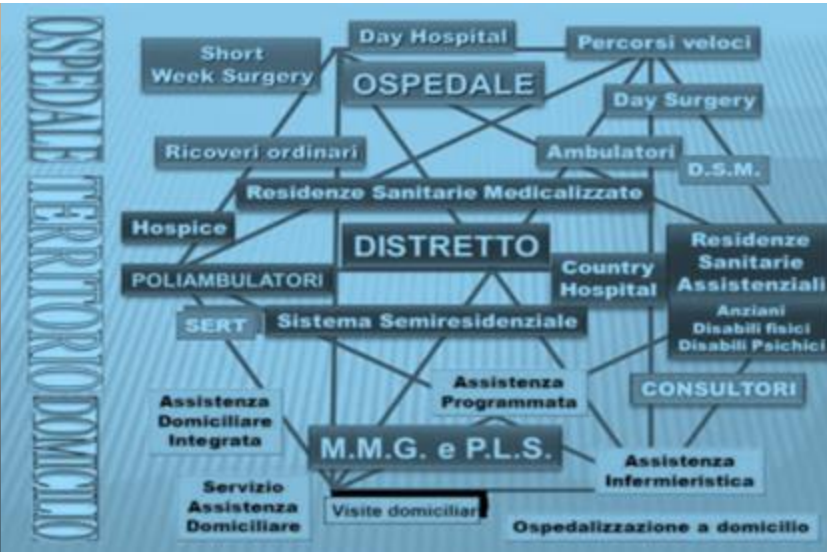 OSPEDALE TERRITORIO DOMICILIO
Day Hospital
Percorsi veloci
Short
Week Surgery
OSPEDALE
Day Surgery
Ricoveri ordinari
Ambulatori
D.S.M.
Residenze Sanitarie Medicalizzate
Hospice
DISTRETTO
Residenze
Sanitarie
Assistenziali
Country
Hospital
POLIAMBULATORI
Anziani
Disabili fisici
Disabili Psichici
SERT
Sistema Semiresidenziale
Assistenza
Programmata
CONSULTORI
Assistenza
Domiciliare
Integrata
M.M.G. e P.L.S.
Assistenza
Infermieristica
Servizio
Assistenza
Domiciliare
Visite domiciliari
Ospedalizzazione a domicilio